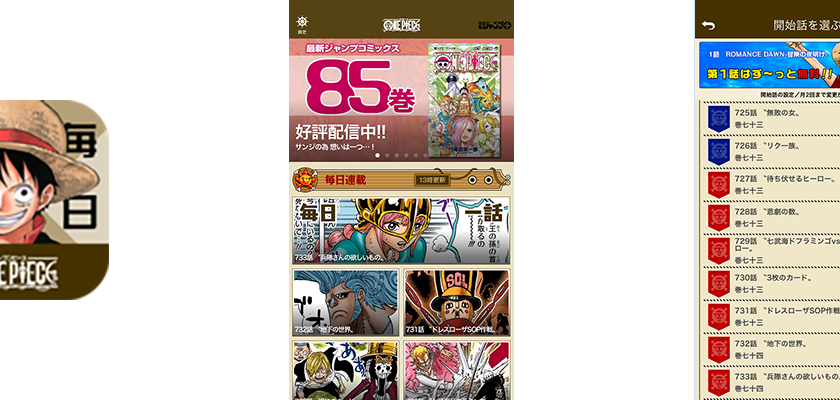 毎日
ONE PIECE
設定
ONE PIECE
ジャンプ+
最新ジャンプコミックス
85巻
ONE PIECE
好評配信中!!
サンジの為 想いは一つ…!
毎日連載
13時更新
毎日一話
王の孫の首
取るの
733話 〝兵隊さんの欲しいもの〟
732話 〝地下の世界〟
SOL
731話 〝ドレスローザSOP作戦〟
開始話を選ぶ
1話 ROMANCE DAWN-冒険の夜明け-
第1話はず〜っと無料!!
開始話の設定/月2回まで変更
725話 〝無敗の女〟
巻七十三
726話 〝リク一族〟
巻七十三
727話 〝待ち伏せるヒーロー〟
巻七十三
728話 〝悲劇の数〟
巻七十三
729話 〝七武海ドフラミンゴvs
ロー〟
巻七十三
730話 〝3枚のカード〟
巻七十三
731話 〝ドレスローザSOP作戦
巻七十三
732話 〝地下の世界〟
巻七十四
733話 〝兵隊さんの欲しいもの〟
巻七十四